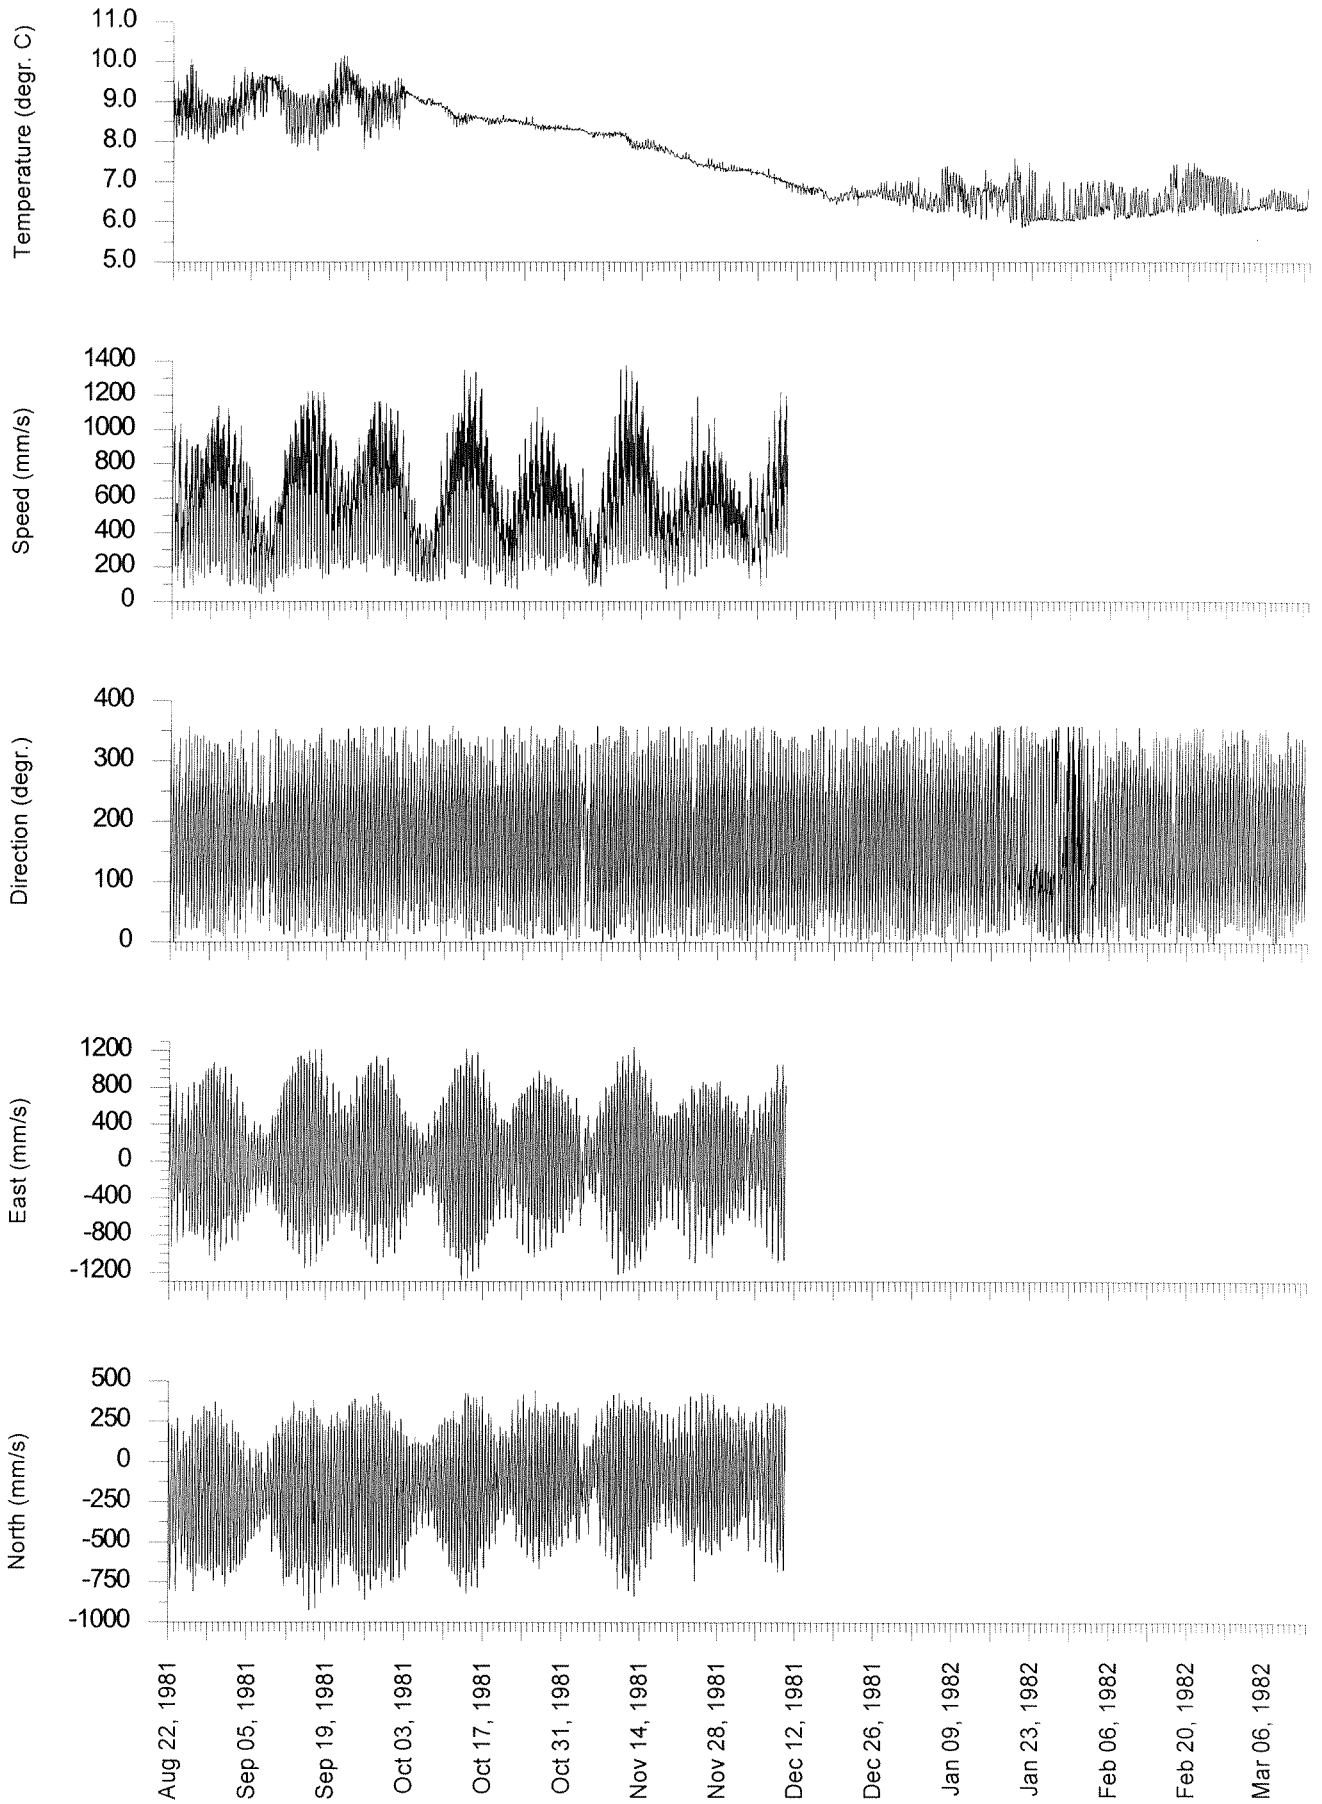 Temperature (degr. C)
11.0
10.0
9.0
8.0
7.0
6.0
5.0
Speed (mm/s)
1400
1200
1000
800
600
400
200
0
Direction (degr.)
400
300
200
100
0
East (mm/s)
1200
800
400
0
-400
-800
-1200
North (mm/s)
500
250
0
-250
-500
-750
-1000
Aug 22, 1981
Sep 05, 1981
Sep 19, 1981
Oct 03, 1981
Oct 17, 1981
Oct 31, 1981
Nov 14, 1981
Nov 28, 1981
Dec 12, 1981
Dec 26, 1981
Jan 09, 1982
Jan 23, 1982
Feb 06, 1982
Feb 20, 1982
Mar 06, 1982